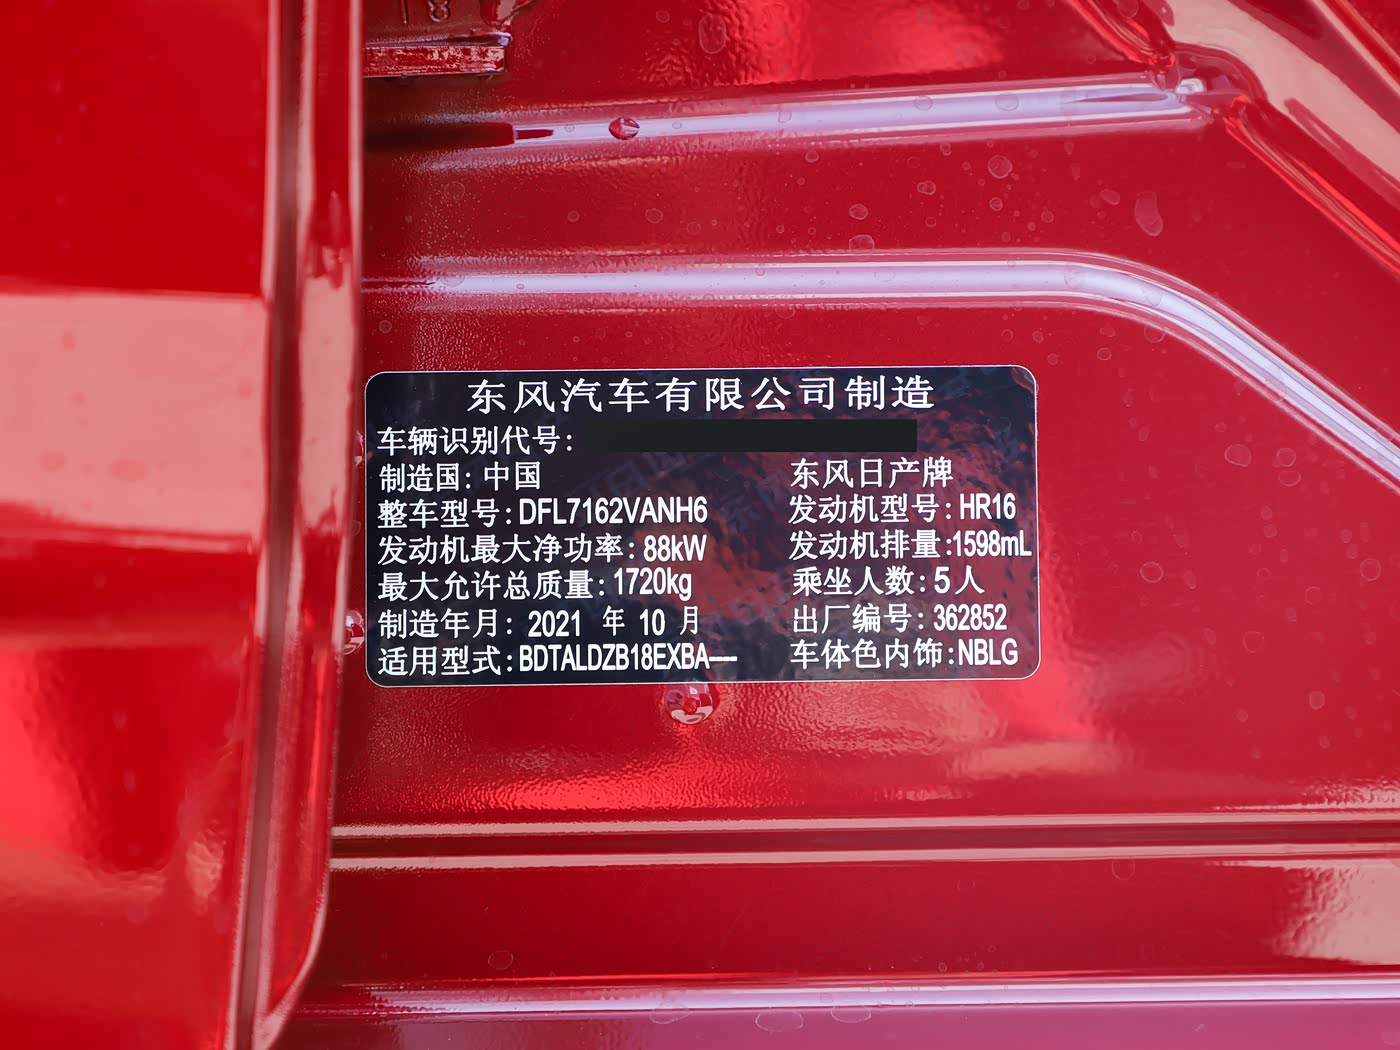 18
东风汽车有限公司制造
车辆识别代号:
制造国: 中国 东风日产牌
整车型号:DFL7162VANH6 发动机型号:HR16
发动机最大净功率: 88kW 发动机排量:1598mL
最大允许总质量: 1720kg 乘坐人数: 5 人
制造年月: 2021 年 10 月 出厂编号: 362852
适用型式:BDTALDZB18EXBA---- 车体色内饰:NBLG